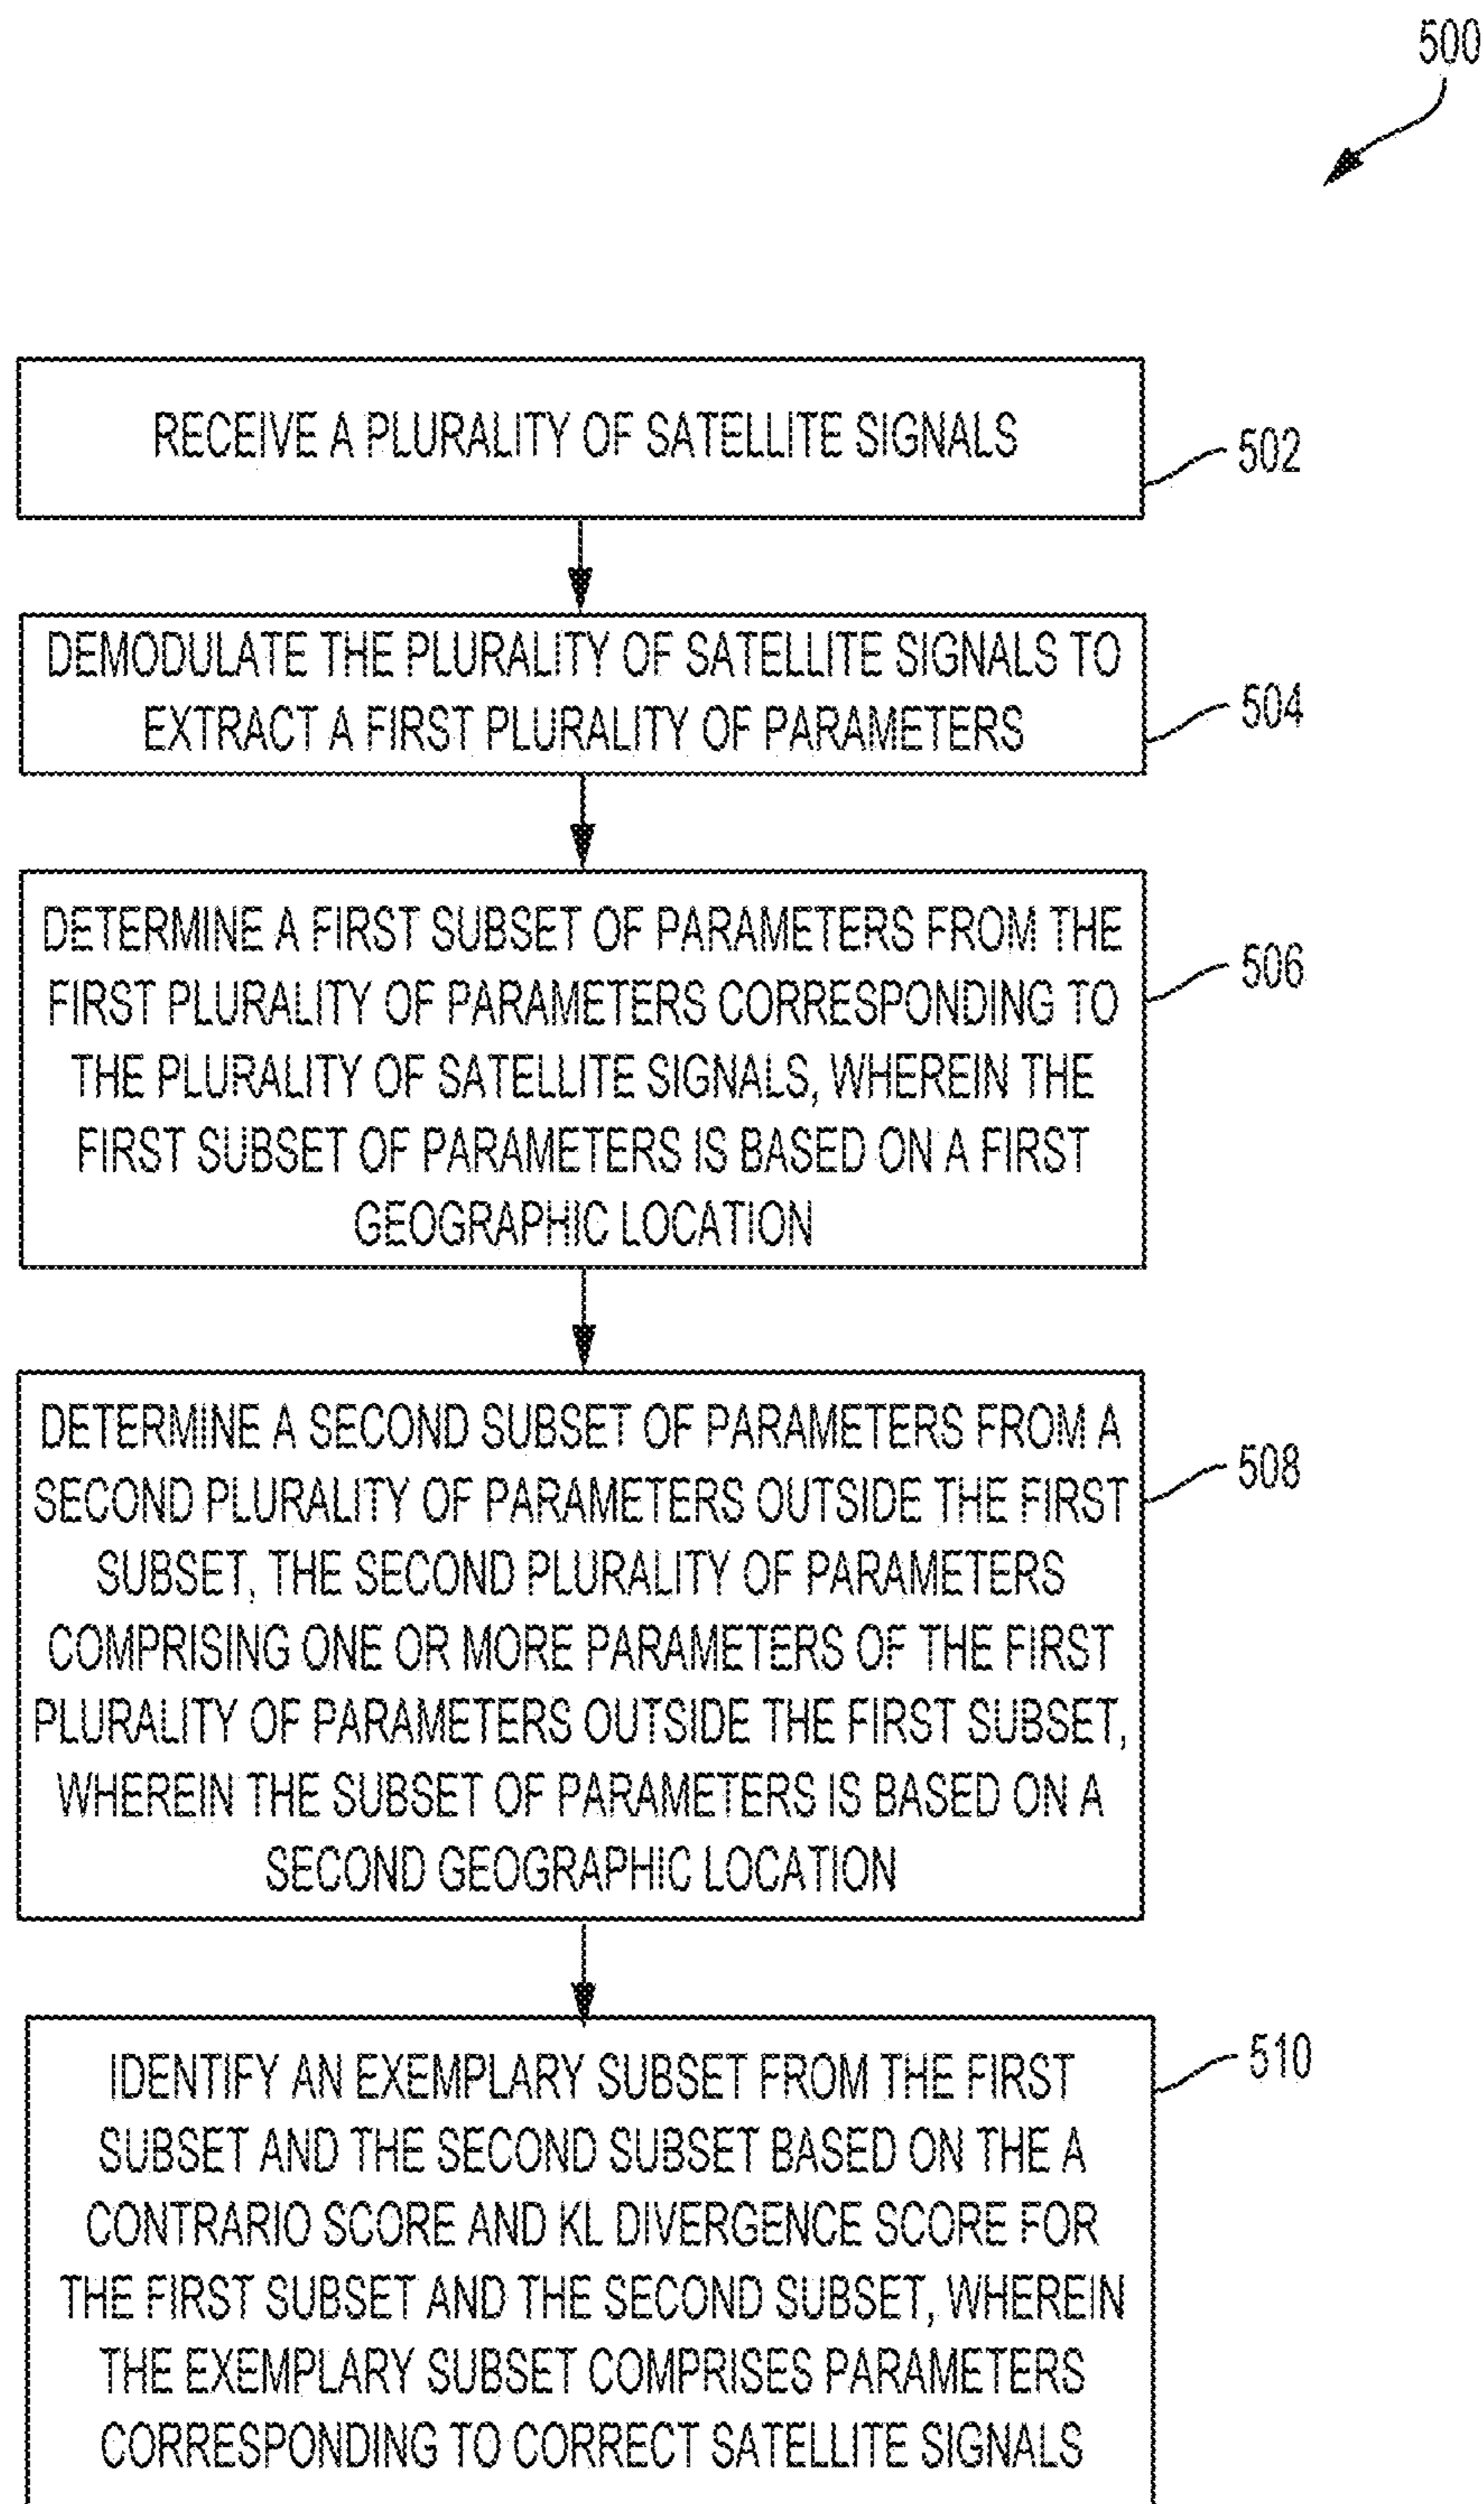 500
RECEIVE A PLURALITY OF SATELLITE SIGNALS
502
DEMODULATE THE PLURALITY OF SATELLITE SIGNALS TO
EXTRACT A FIRST PLURALITY OF PARAMETERS
504
DETERMINE A FIRST SUBSET OF PARAMETERS FROM THE
FIRST PLURALITY OF PARAMETERS CORRESPONDING TO
THE PLURALITY OF SATELLITE SIGNALS, WHEREIN THE
FIRST SUBSET OF PARAMETERS IS BASED ON A FIRST
GEOGRAPHIC LOCATION
506
DETERMINE A SECOND SUBSET OF PARAMETERS FROM A
SECOND PLURALITY OF PARAMETERS OUTSIDE THE FIRST
SUBSET, THE SECOND PLURALITY OF PARAMETERS
COMPRISING ONE OR MORE PARAMETERS OF THE FIRST
PLURALITY OF PARAMETERS OUTSIDE THE FIRST SUBSET,
WHEREIN THE SUBSET OF PARAMETERS IS BASED ON A
SECOND GEOGRAPHIC LOCATION
508
IDENTIFY AN EXEMPLARY SUBSET FROM THE FIRST
SUBSET AND THE SECOND SUBSET BASED ON THE A
CONTRARIO SCORE AND KL DIVERGENCE SCORE FOR
THE FIRST SUBSET AND THE SECOND SUBSET, WHEREIN
THE EXEMPLARY SUBSET COMPRISES PARAMETERS
CORRESPONDING TO CORRECT SATELLITE SIGNALS
510